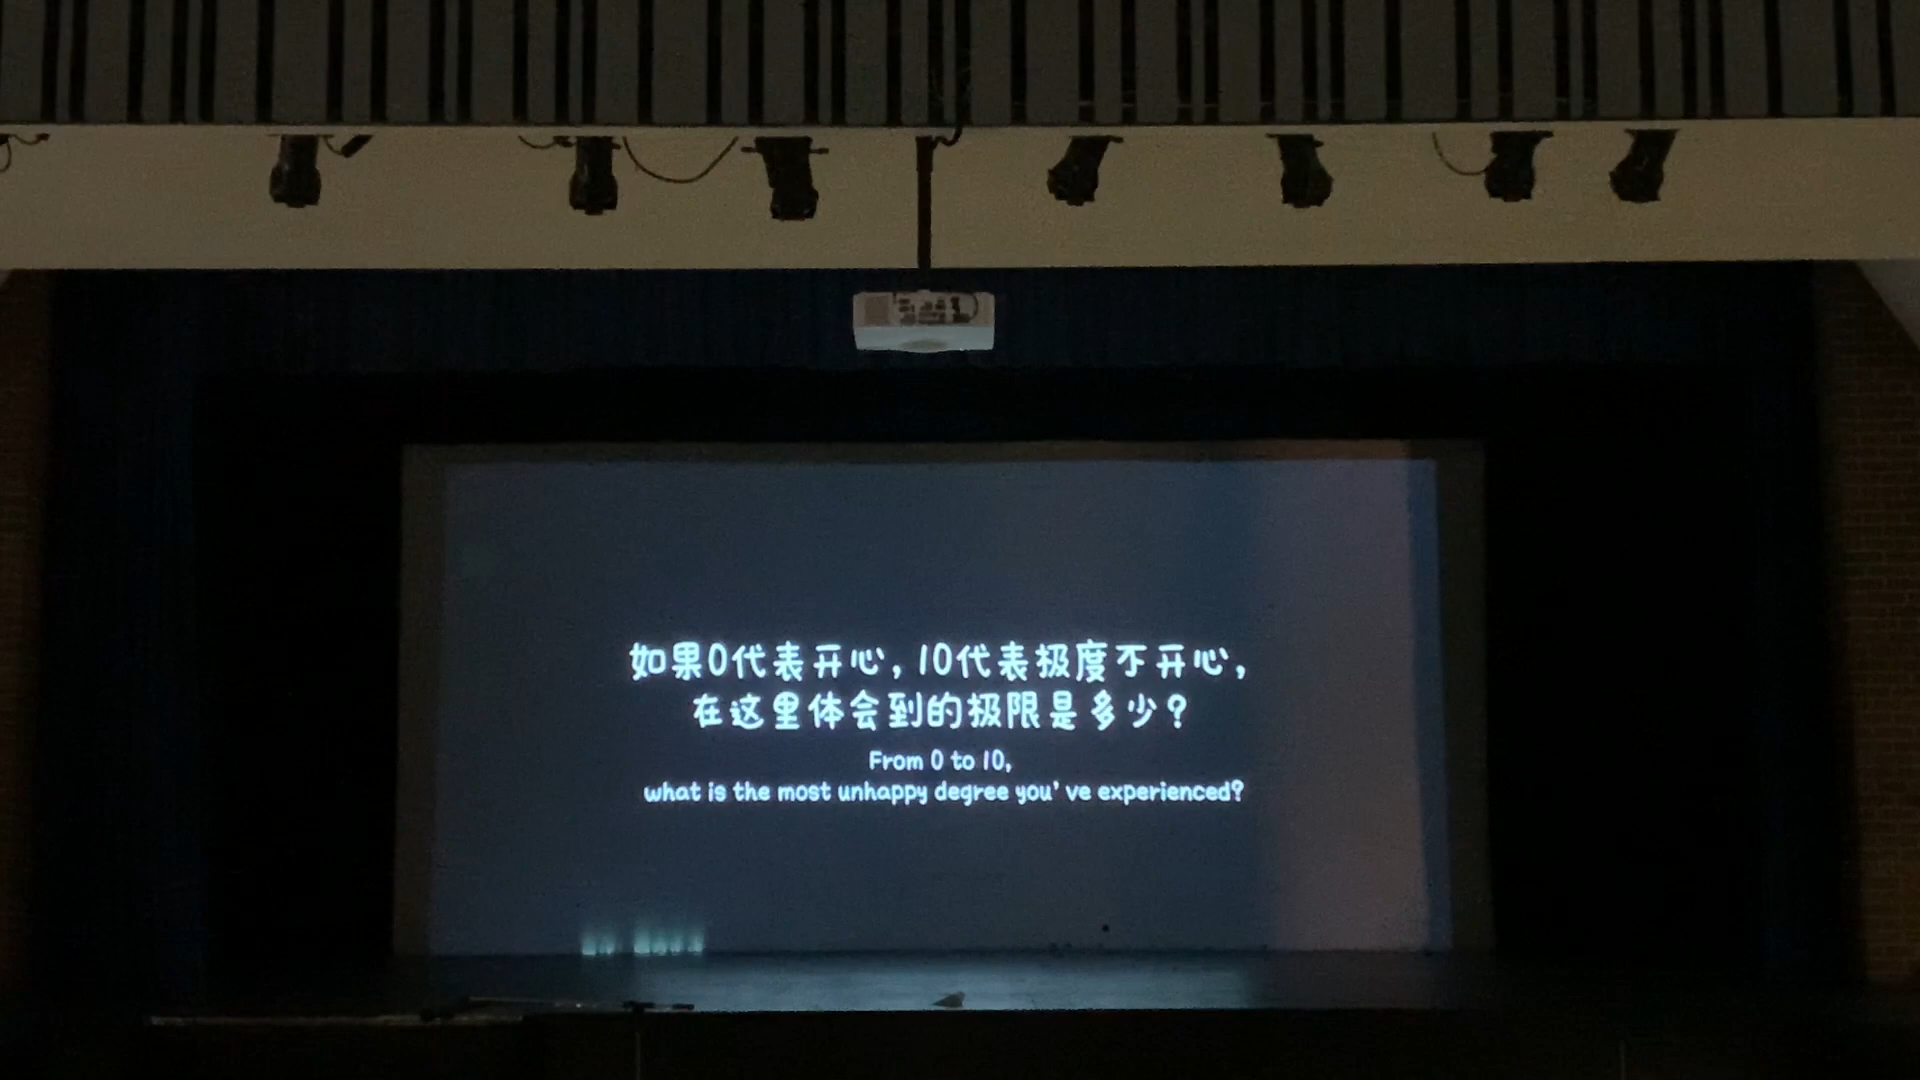 如果0代表开心, 10代表极度不开心,
在这里体会到的极限是多少?
From 0 to 10,
what is the most unhappy degree you' ve experienced?